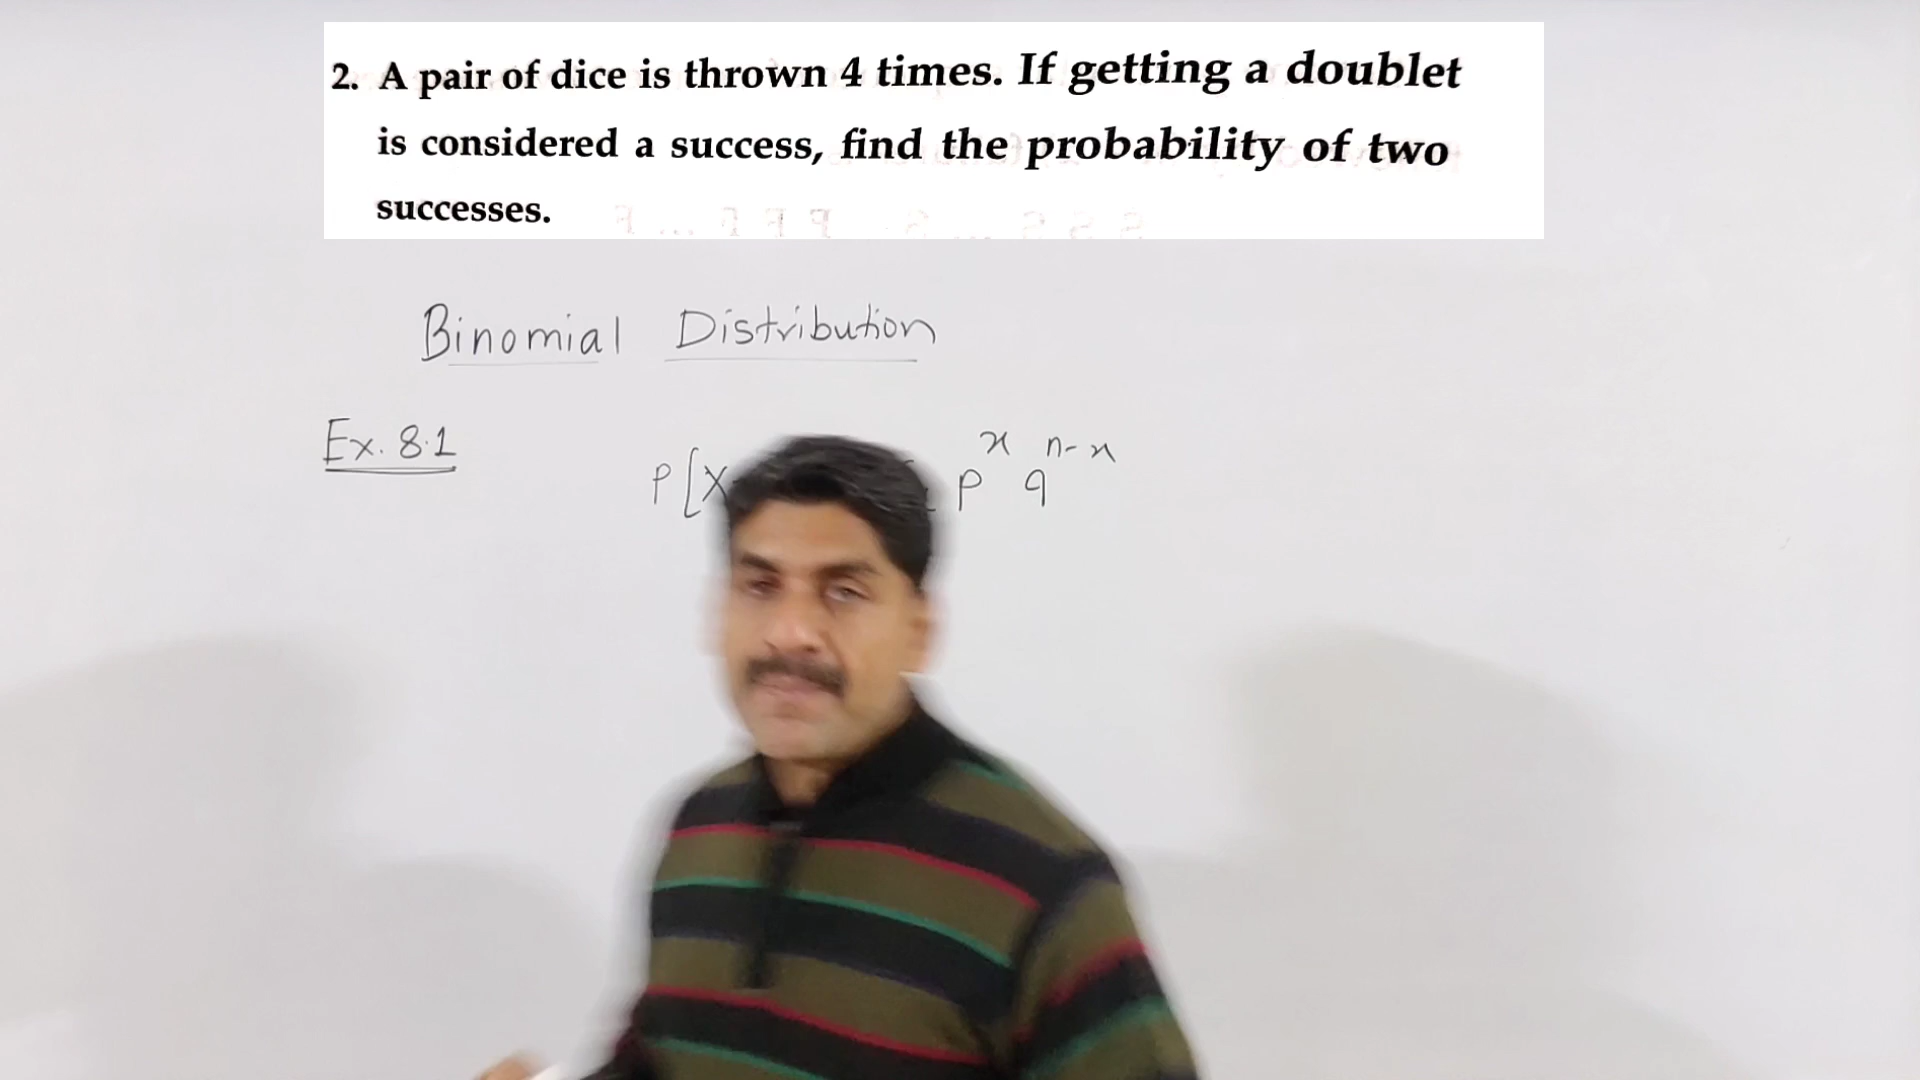 2. A pair of dice is thrown 4 times. If getting a doublet
is considered a success, find the probability of two
successes.
Binomial Distribution
Ex. 8.1
P[X p^x q^n-x